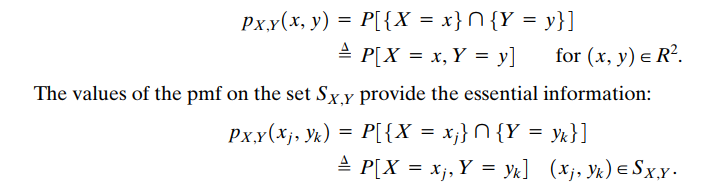 p_{X,Y}(x, y) = P[{X = x} ∩ {Y = y}]
≜ P[X = x, Y = y] for (x, y) ∈ R².
The values of the pmf on the set S_{X,Y} provide the essential information:
p_{X,Y}(x_j, y_k) = P[{X = x_j} ∩ {Y = y_k}]
≜ P[X = x_j, Y = y_k] (x_j, y_k) ∈ S_{X,Y}.